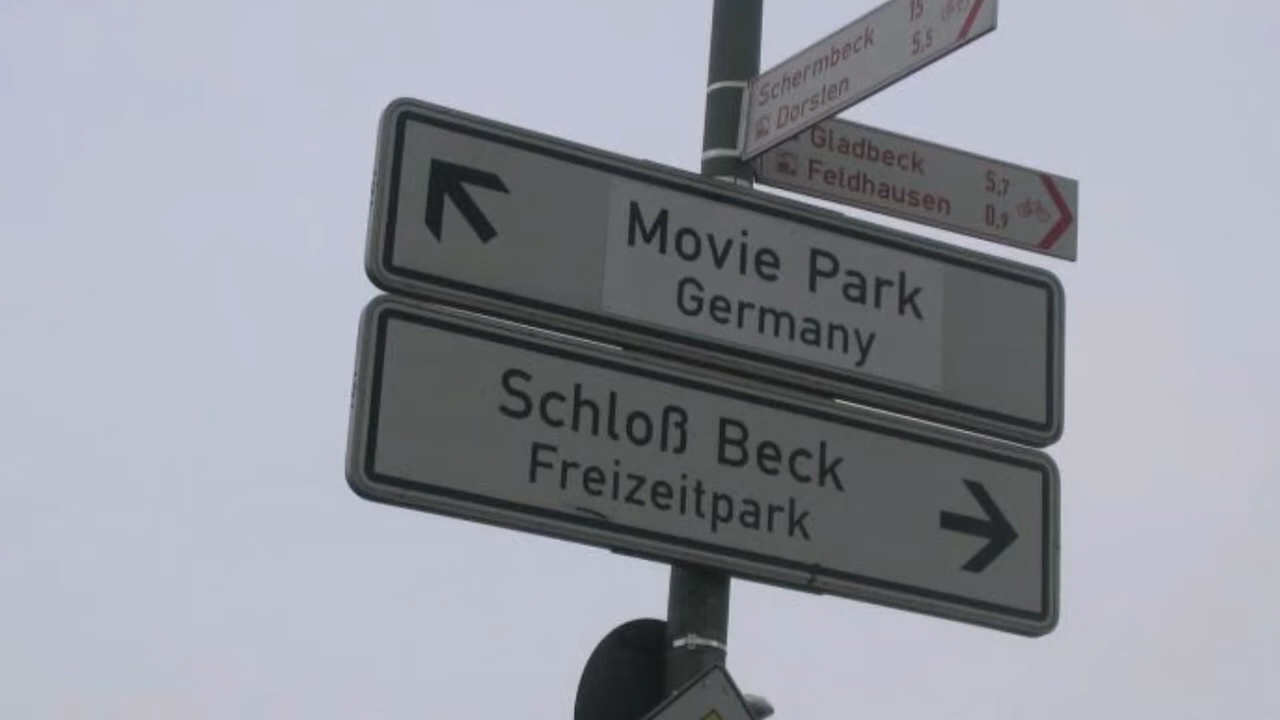 15
Schermbeck 5,5
Dorsten
Gladbeck 5,7
Feldhausen 0,9
Movie Park
Germany
Schloß Beck
Freizeitpark